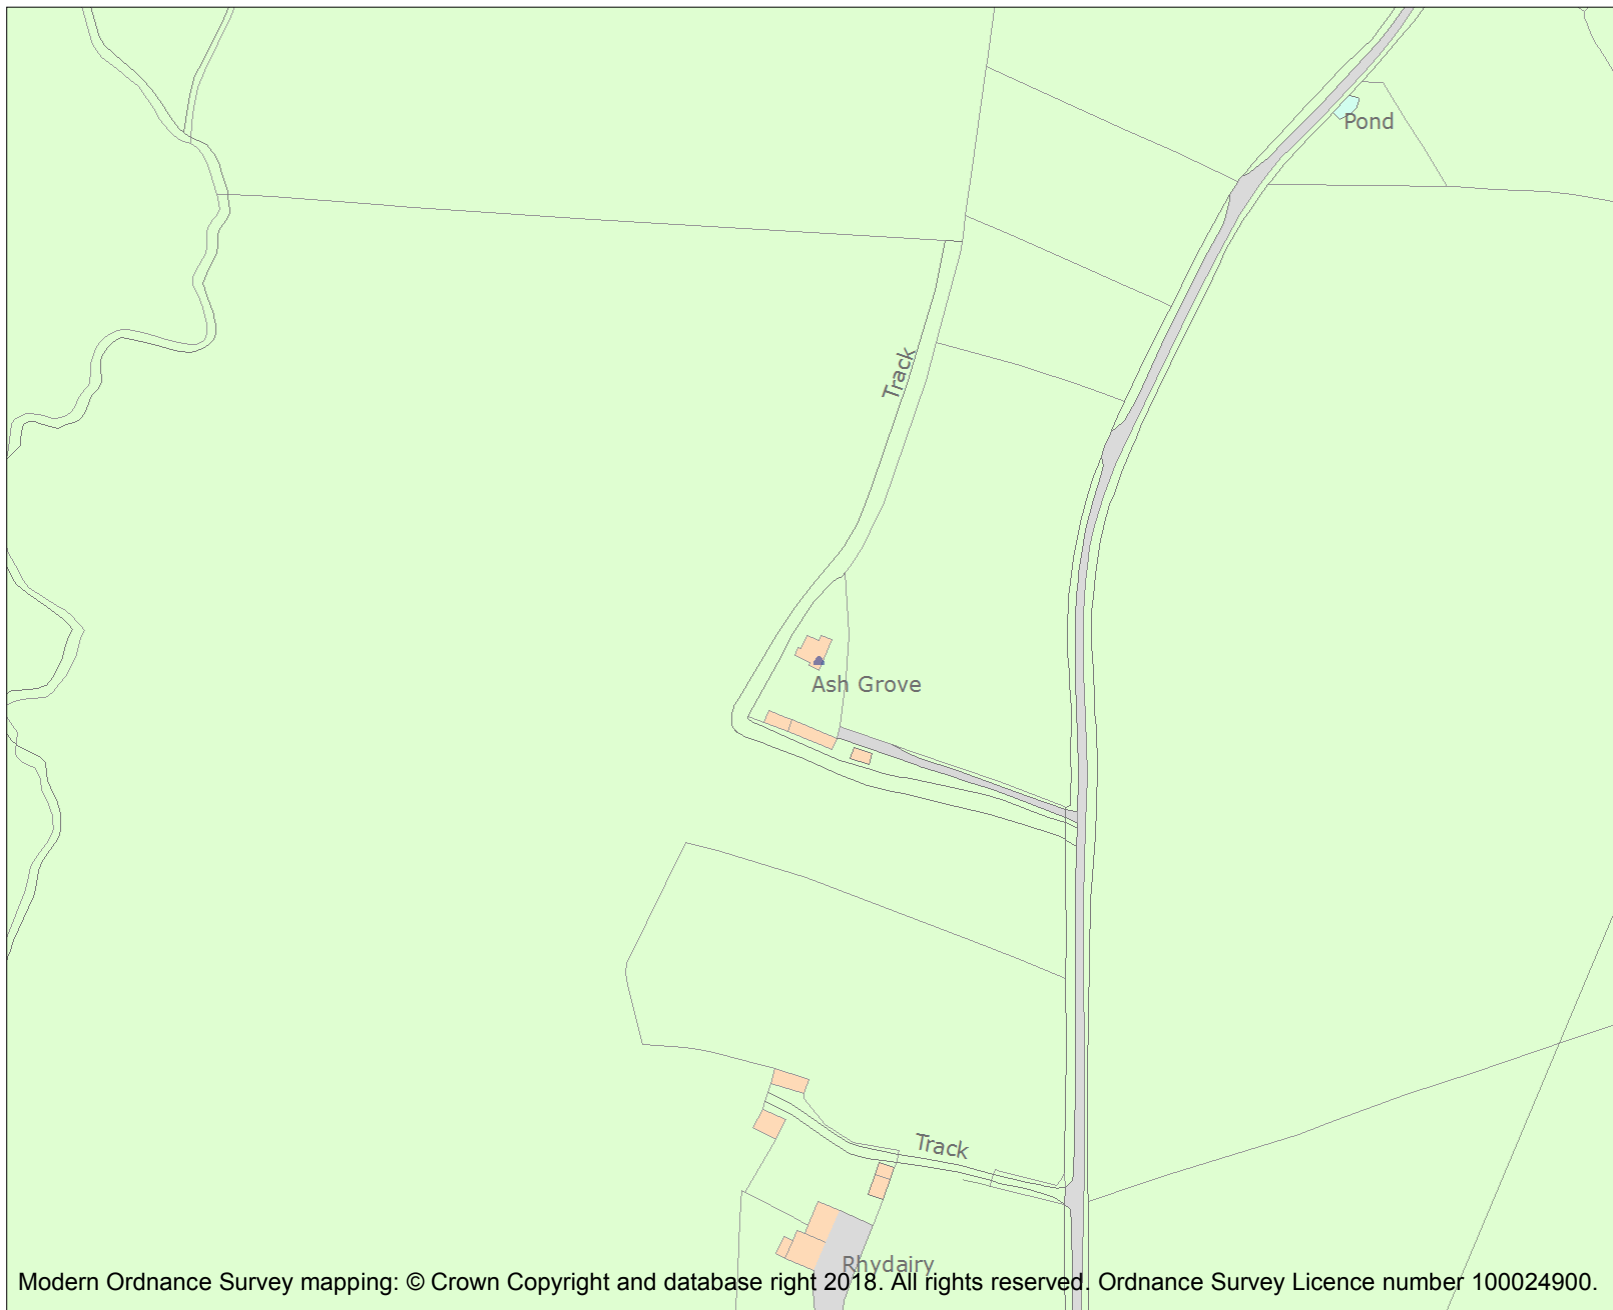 Pond
Track
Ash Grove
Track
Rhydairy
Modern Ordnance Survey mapping: © Crown Copyright and database right 2018. All rights reserved. Ordnance Survey Licence number 100024900.